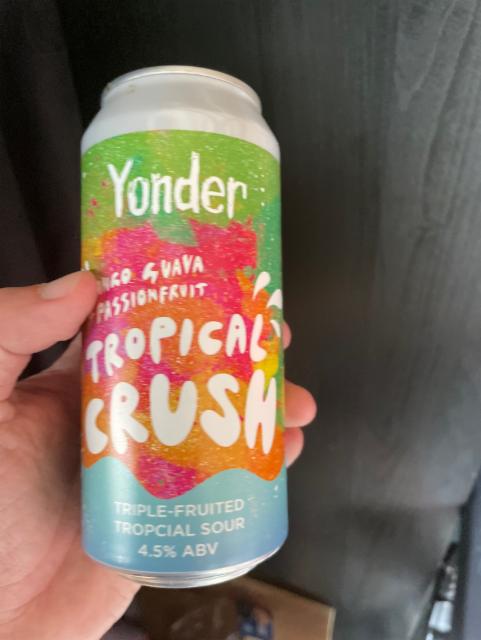 Yonder
GUAVA
PASSIONFRUIT
TROPICAL
CRUSH
TRIPLE-FRUITED
TROPCIAL SOUR
4.5% ABV